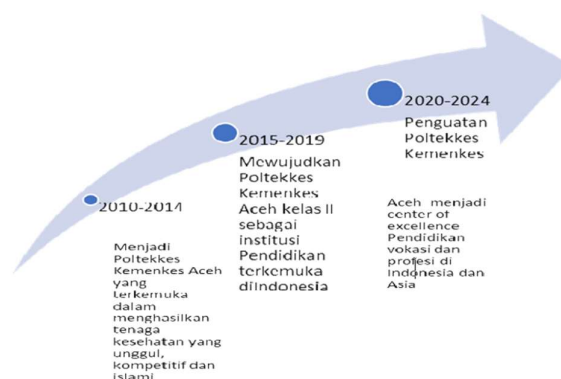 2010-2014
Menjadi
Poltekkes
Kemenkes Aceh
yang
terkemuka
dalam
menghasilkan
tenaga
kesehatan yang
unggul,
kompetitif dan
islami
2015-2019
Mewujudkan
Poltekkes
Kemenkes
Aceh kelas II
sebagai
institusi
Pendidikan
terkemuka
diIndonesia
2020-2024
Penguatan
Poltekkes
Kemenkes
Aceh menjadi
center of
excellence
Pendidikan
vokasi dan
profesi di
Indonesia dan
Asia